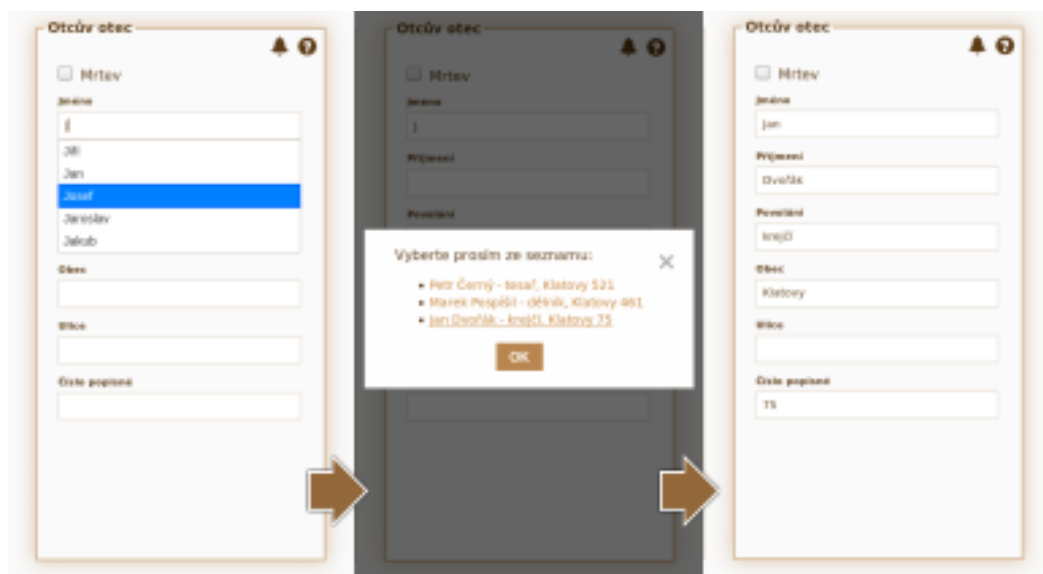 Otcův otec
Mrtev
Jméno
J
Jiří
Jan
Josef
Jaroslav
Jakub
Obec
Ulice
Číslo popisné
Otcův otec
Mrtev
Jméno
J
Příjmení
Povolání
Vyberte prosím ze seznamu:
Petr Černý - tesař, Klatovy 521
Marek Pospíšil - dělník, Klatovy 461
Jan Dvořák - krejčí, Klatovy 75
OK
Otcův otec
Mrtev
Jméno
Jan
Příjmení
Dvořák
Povolání
krejčí
Obec
Klatovy
Ulice
Číslo popisné
75